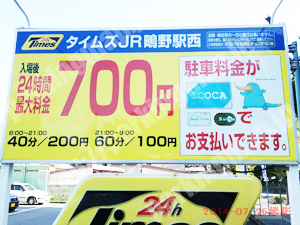 Times タイムズJR鴫野駅西
入場後
24時間
最大料金
700円
8:00~21:00
40分/200円
21:00~8:00
60分/100円
駐車料金が
ICOCA
で
お支払いできます。
24h
Times